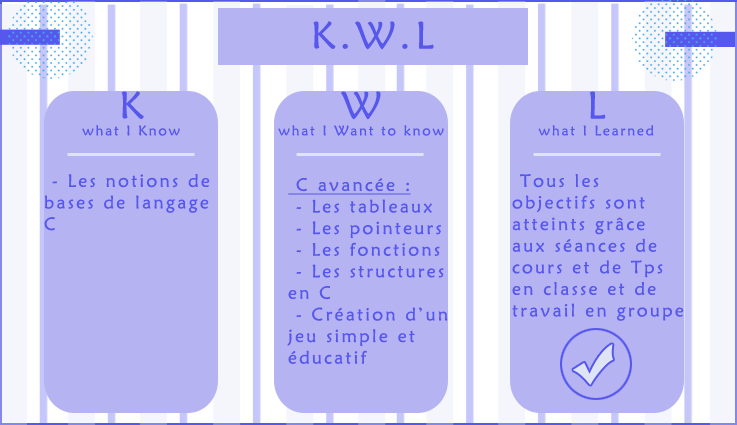 K.W.L
K
what I Know
- Les notions de
bases de langage
C
W
what I Want to know
C avancée :
- Les tableaux
- Les pointeurs
- Les fonctions
- Les structures
en C
- Création d'un
jeu simple et
éducatif
L
what I Learned
Tous les
objectifs sont
atteints grâce
aux séances de
cours et de Tps
en classe et de
travail en groupe